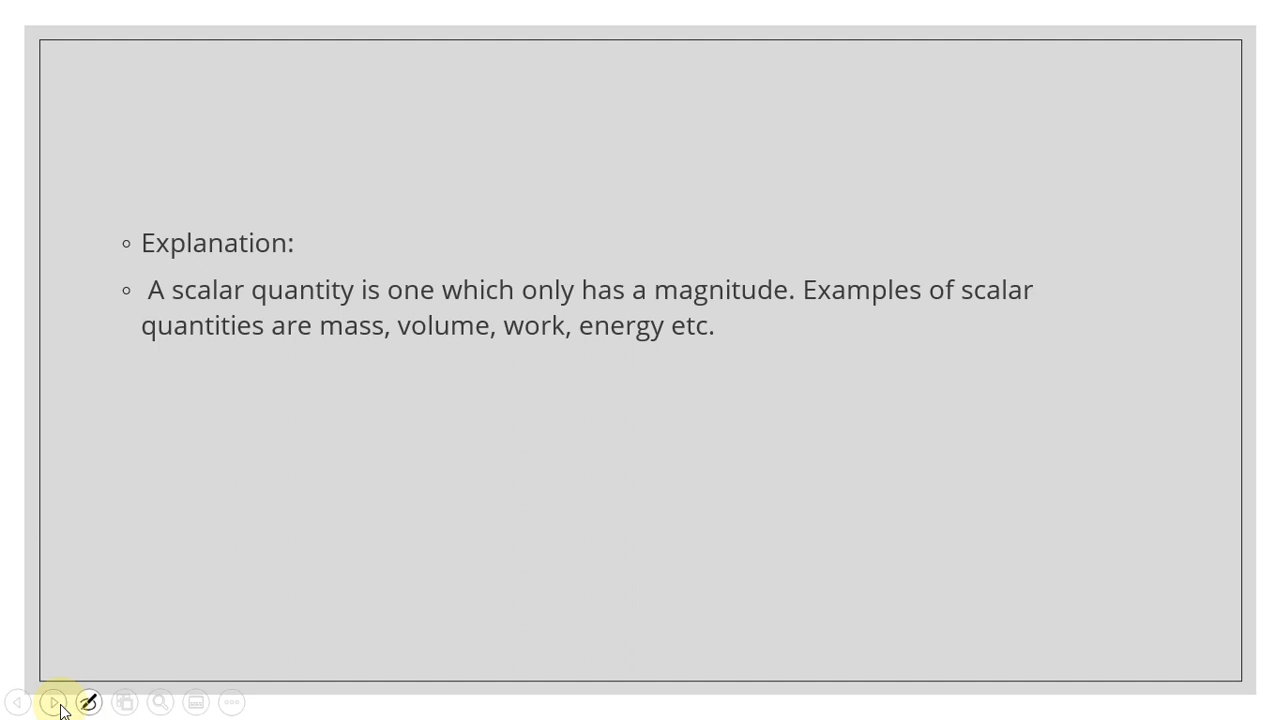 ◦ Explanation:
◦ A scalar quantity is one which only has a magnitude. Examples of scalar
quantities are mass, volume, work, energy etc.